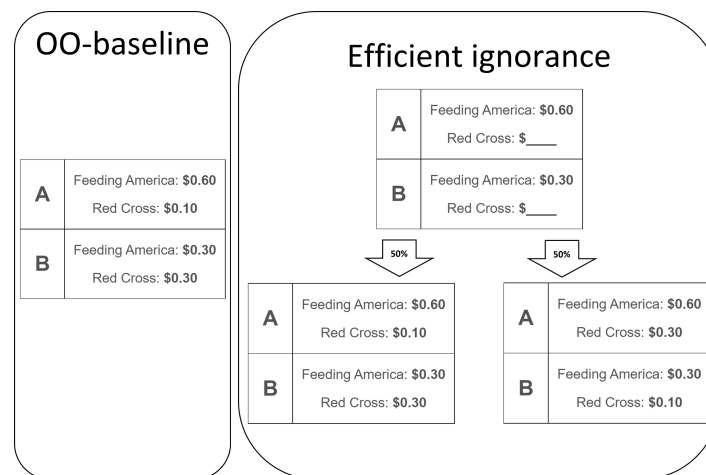 OO-baseline
A
Feeding America: $0.60
Red Cross: $0.10
B
Feeding America: $0.30
Red Cross: $0.30
Efficient ignorance
A
Feeding America: $0.60
Red Cross: $____
B
Feeding America: $0.30
Red Cross: $____
50%
50%
A
Feeding America: $0.60
Red Cross: $0.10
B
Feeding America: $0.30
Red Cross: $0.30
A
Feeding America: $0.60
Red Cross: $0.30
B
Feeding America: $0.30
Red Cross: $0.10